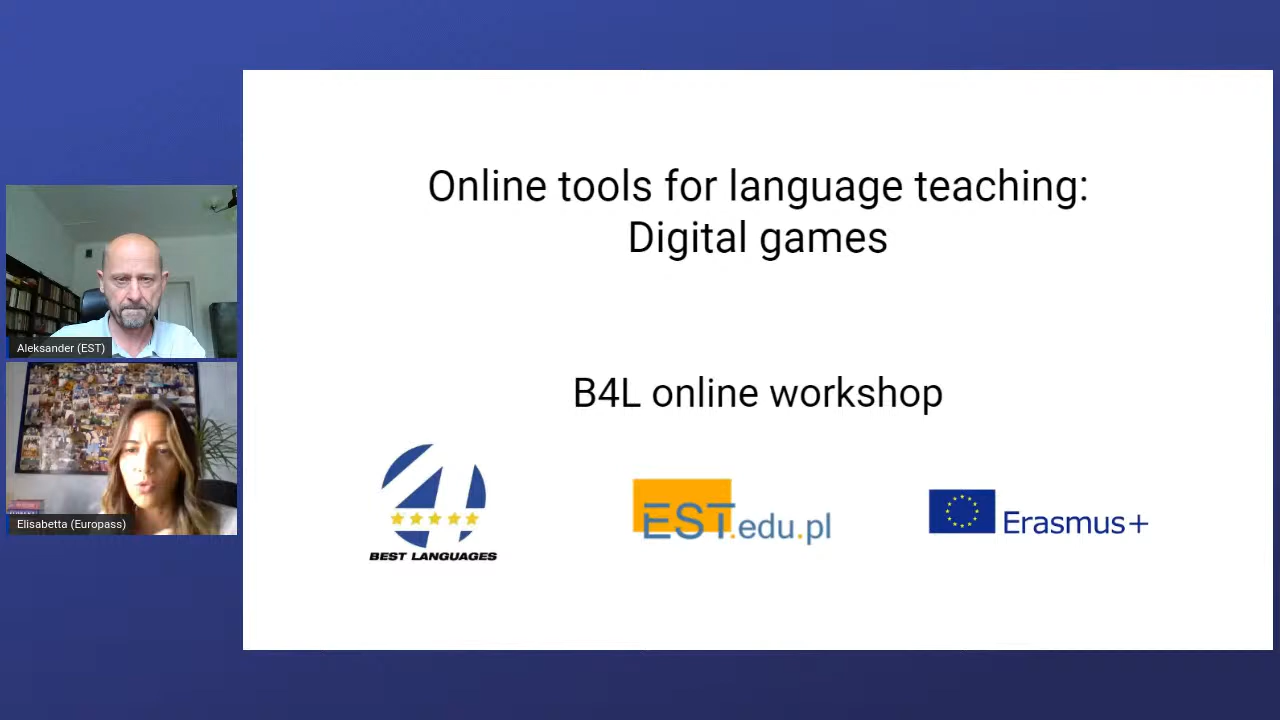 Online tools for language teaching:
Digital games
B4L online workshop
Aleksander (EST)
Elisabetta (Europass)
4
BEST LANGUAGES
EST.edu.pl
Erasmus+